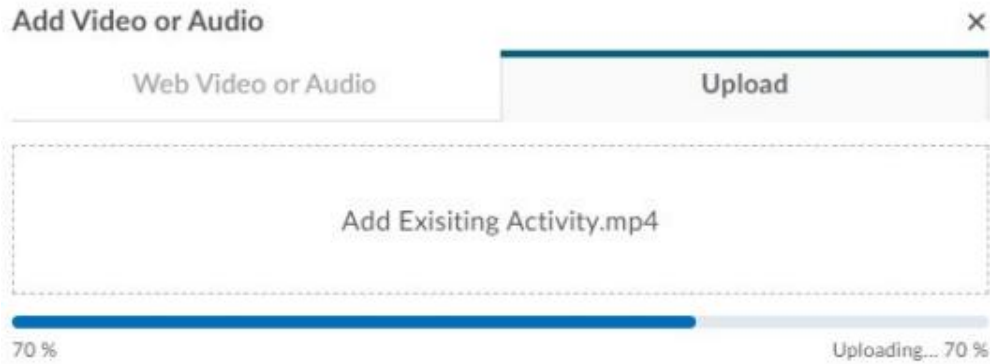 Add Video or Audio ×
Web Video or Audio Upload
Add Exisiting Activity.mp4
70 % Uploading... 70 %